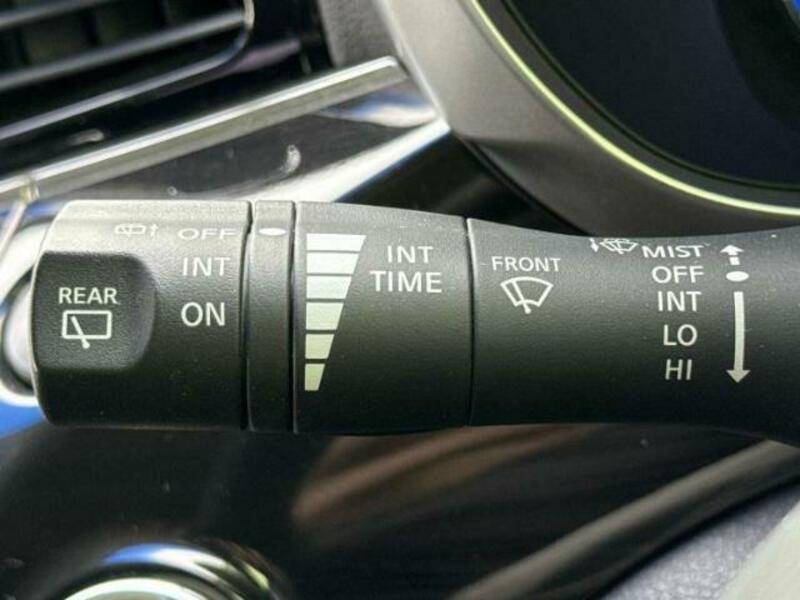 REAR
OFF
INT
ON
INT
TIME
FRONT
MIST
OFF
INT
LO
HI